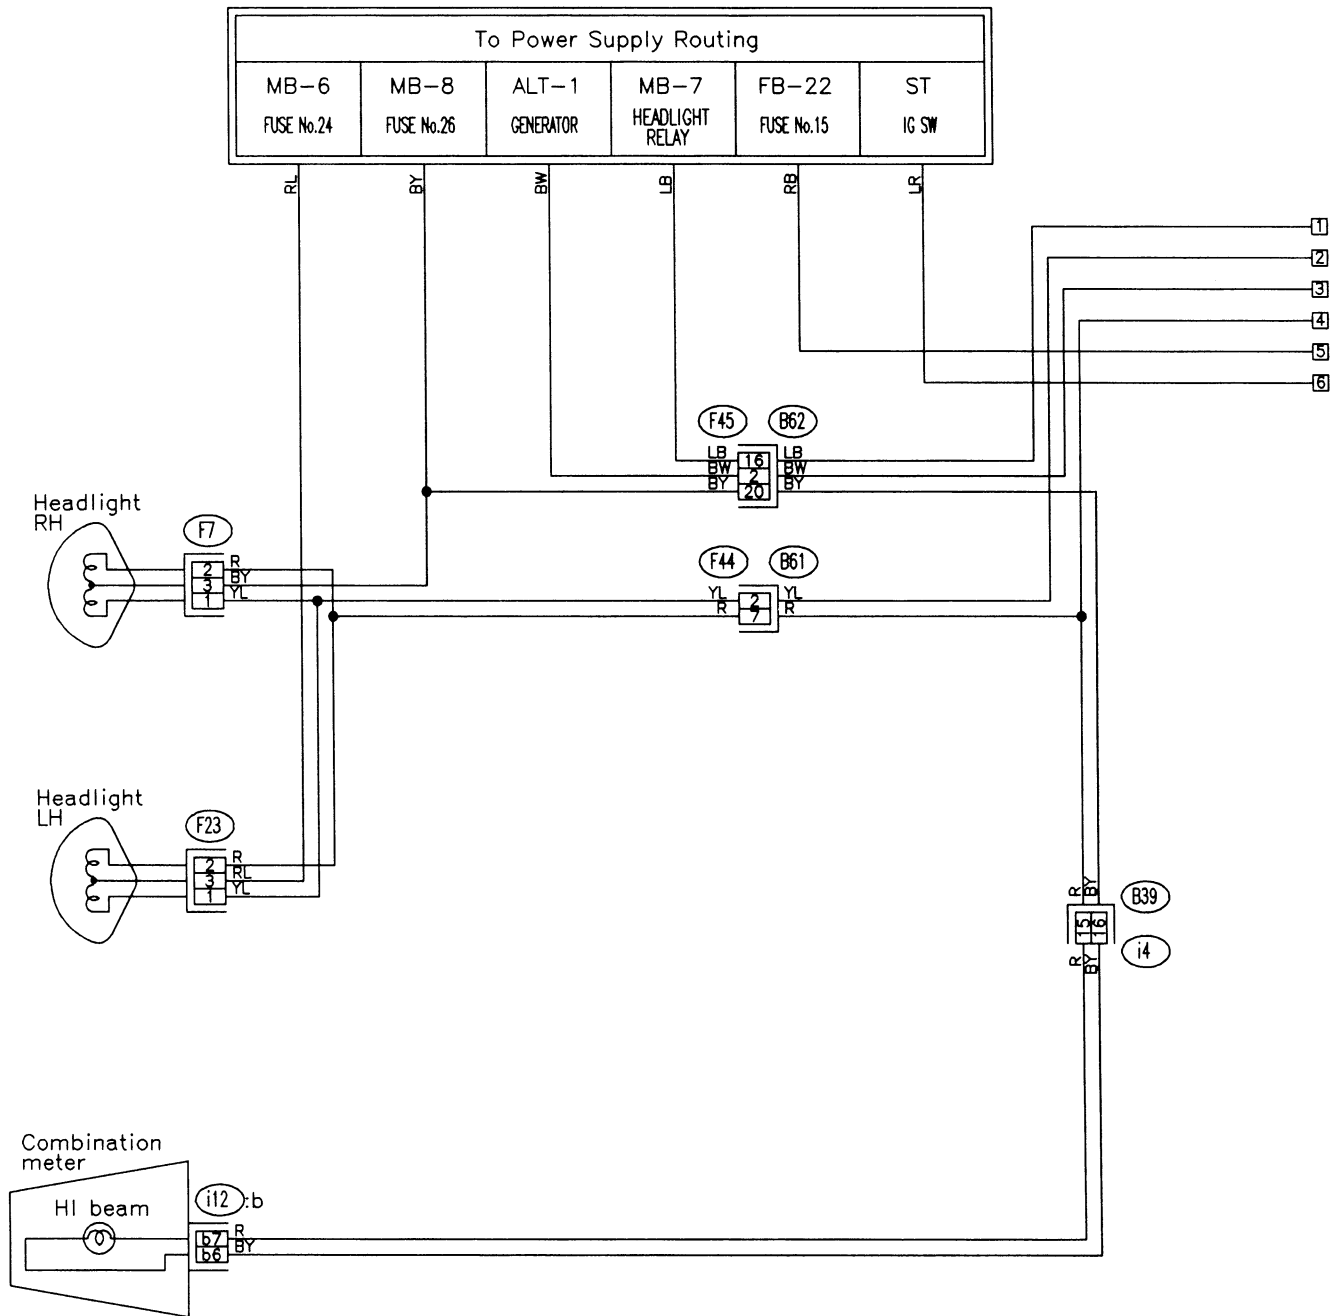 To Power Supply Routing
MB-6 MB-8 ALT-1 MB-7 FB-22 ST
FUSE No.24 FUSE No.26 GENERATOR HEADLIGHT RELAY FUSE No.15 IG SW
RL BY BW LB RB LR
1
2
3
4
5
6
F45 B62
LB 16 LB
BW 2 BW
BY 20 BY
Headlight
RH
F7
2 R
3 BY
1 YL
F44 B61
YL 2 YL
R 7 R
Headlight
LH
F23
2 R
3 RL
1 YL
R BY
B39
15 16
i4
R BY
Combination
meter
HI beam
i12 :b
b7 R
b6 BY